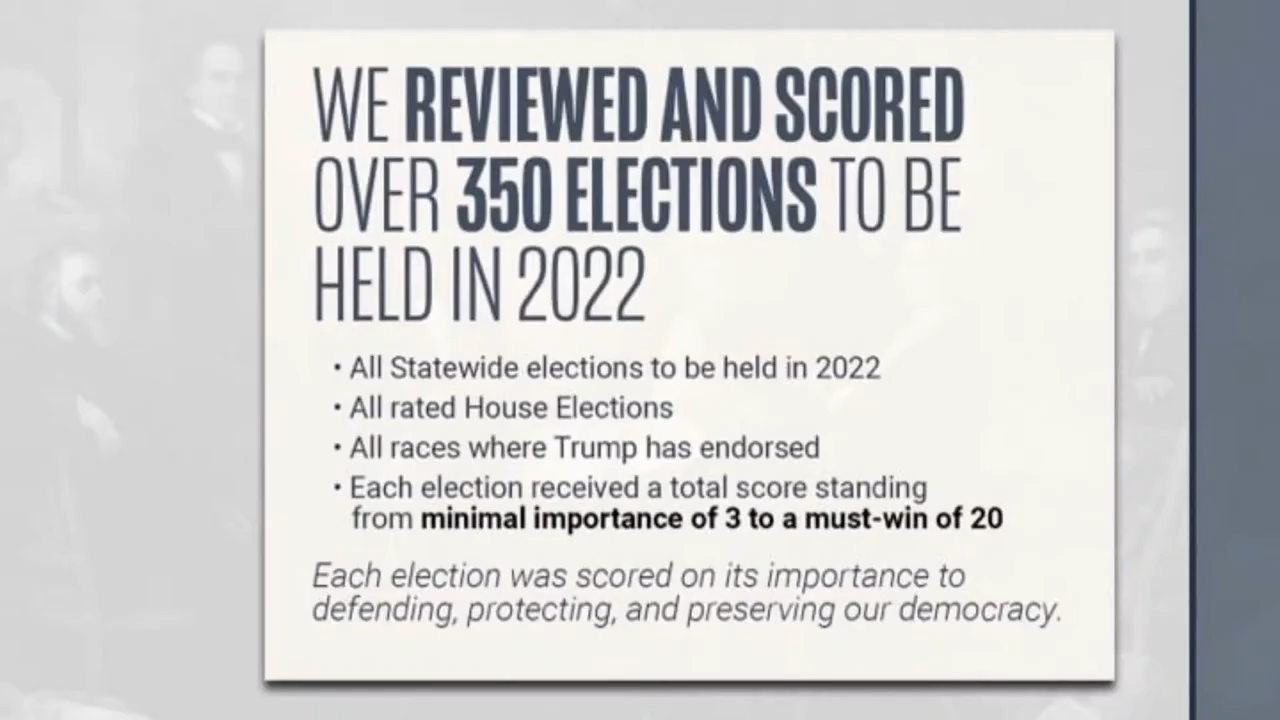 WE REVIEWED AND SCORED
OVER 350 ELECTIONS TO BE
HELD IN 2022
• All Statewide elections to be held in 2022
• All rated House Elections
• All races where Trump has endorsed
• Each election received a total score standing
from minimal importance of 3 to a must-win of 20
Each election was scored on its importance to
defending, protecting, and preserving our democracy.